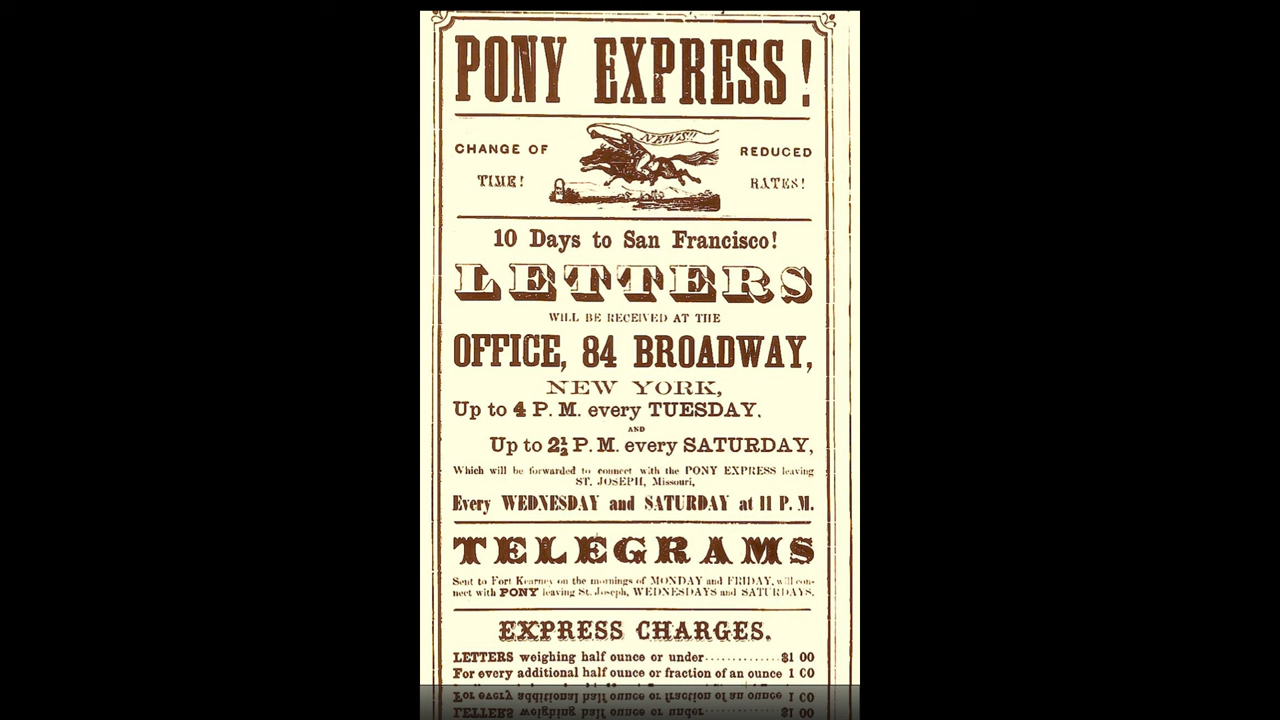 PONY EXPRESS!
NEWS!!
CHANGE OF
REDUCED
TIME!
RATES!
10 Days to San Francisco!
LETTERS
WILL BE RECEIVED AT THE
OFFICE, 84 BROADWAY,
NEW YORK,
Up to 4 P. M. every TUESDAY,
AND
Up to 2½ P. M. every SATURDAY,
Which will be forwarded to connect with the PONY EXPRESS leaving
ST. JOSEPH, Missouri,
Every WEDNESDAY and SATURDAY at 11 P. M.
TELEGRAMS
Sent to Fort Kearney on the mornings of MONDAY and FRIDAY, will con-
nect with PONY leaving St. Joseph, WEDNESDAYS and SATURDAYS.
EXPRESS CHARGES.
LETTERS weighing half ounce or under.............$1 00
For every additional half ounce or fraction of an ounce 1 00